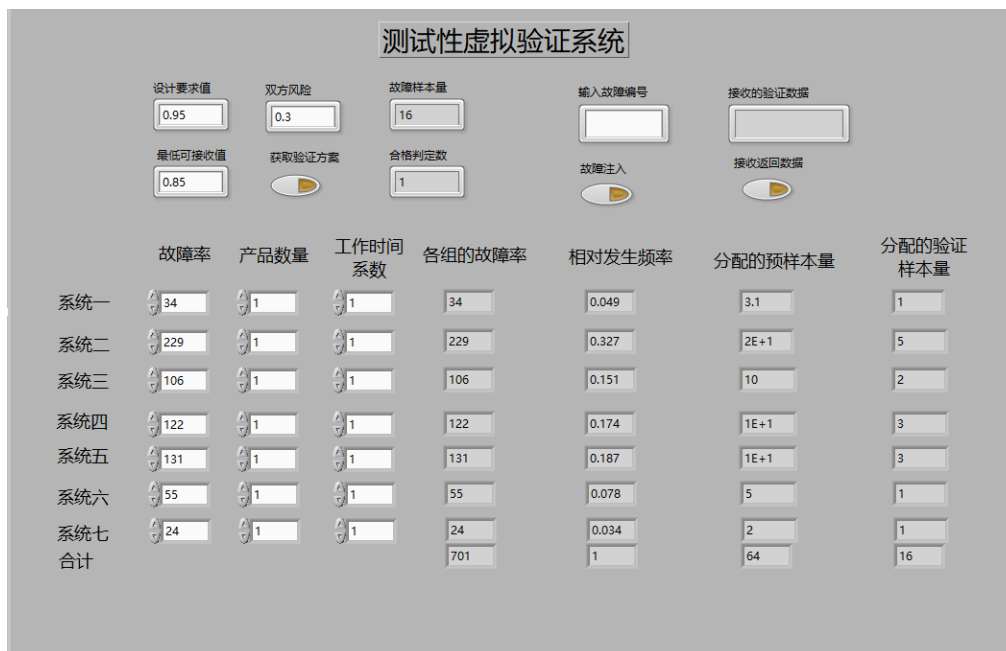 测试性虚拟验证系统
设计要求值 双方风险 故障样本量 输入故障编号 接收的验证数据
0.95 0.3 16
最低可接收值 获取验证方案 合格判定数 故障注入 接收返回数据
0.85 1
故障率 产品数量 工作时间系数 各组的故障率 相对发生频率 分配的预样本量 分配的验证样本量
系统一 34 1 1 34 0.049 3.1 1
系统二 229 1 1 229 0.327 2E+1 5
系统三 106 1 1 106 0.151 10 2
系统四 122 1 1 122 0.174 1E+1 3
系统五 131 1 1 131 0.187 1E+1 3
系统六 55 1 1 55 0.078 5 1
系统七 24 1 1 24 0.034 2 1
合计 701 1 64 16